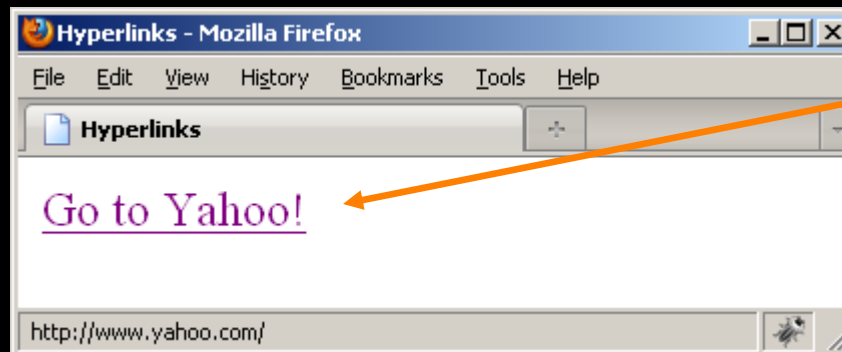 Hyperlinks - Mozilla Firefox
File Edit View History Bookmarks Tools Help
Hyperlinks
Go to Yahoo!
http://www.yahoo.com/